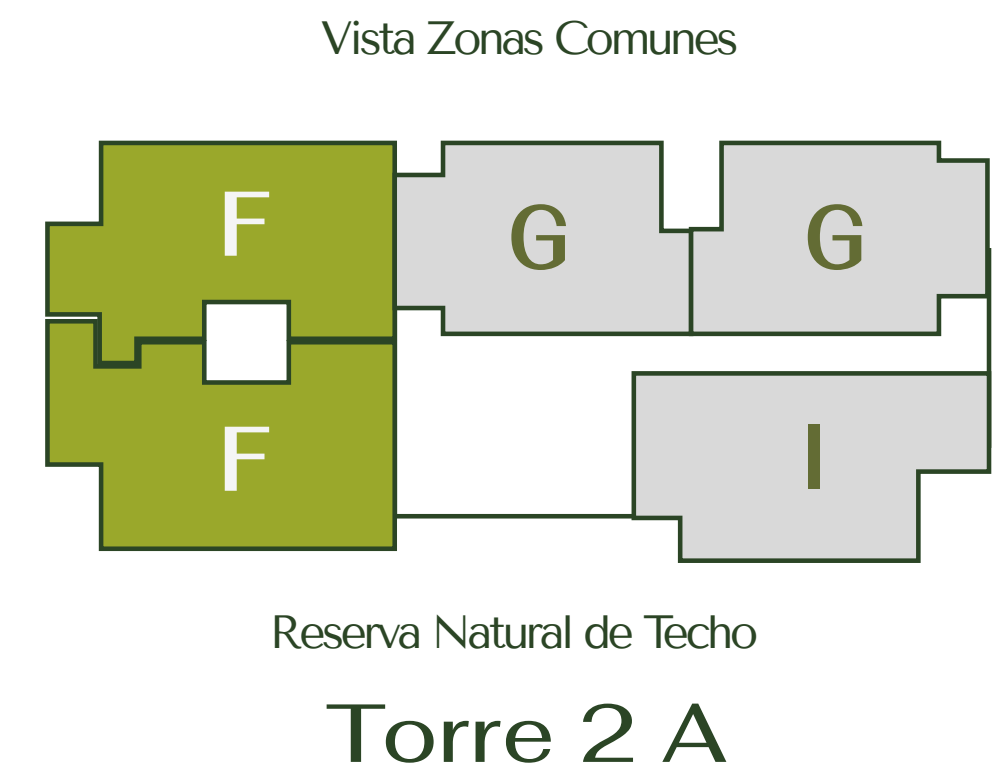 Vista Zonas Comunes
F
G
G
F
I
Reserva Natural de Techo
Torre 2 A